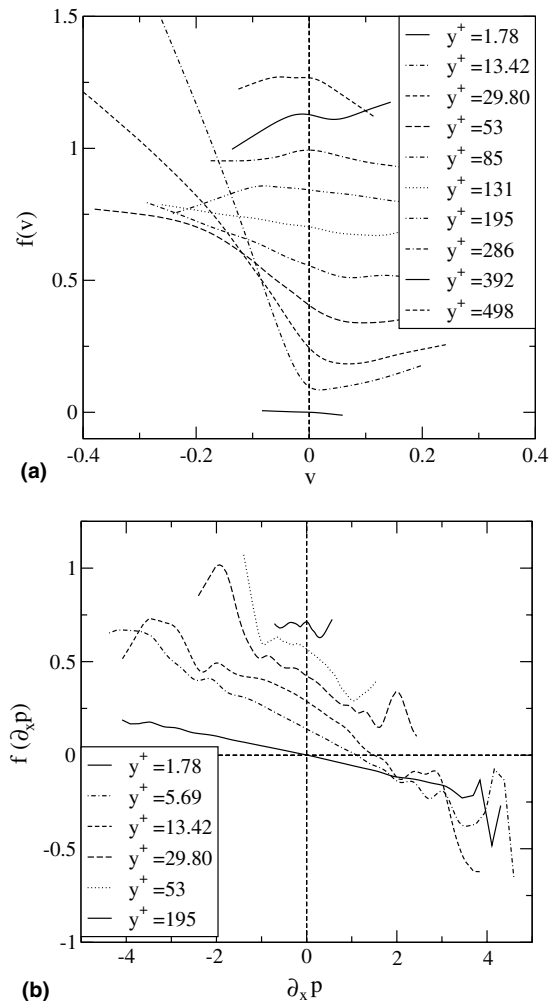 1.5
1
0.5
0
f(v)
-0.4
-0.2
0
0.2
0.4
v
(a)
y+=1.78
y+=13.42
y+=29.80
y+=53
y+=85
y+=131
y+=195
y+=286
y+=392
y+=498
1
0.5
0
-0.5
-1
f(∂xp)
-4
-2
0
2
4
∂xp
(b)
y+=1.78
y+=5.69
y+=13.42
y+=29.80
y+=53
y+=195